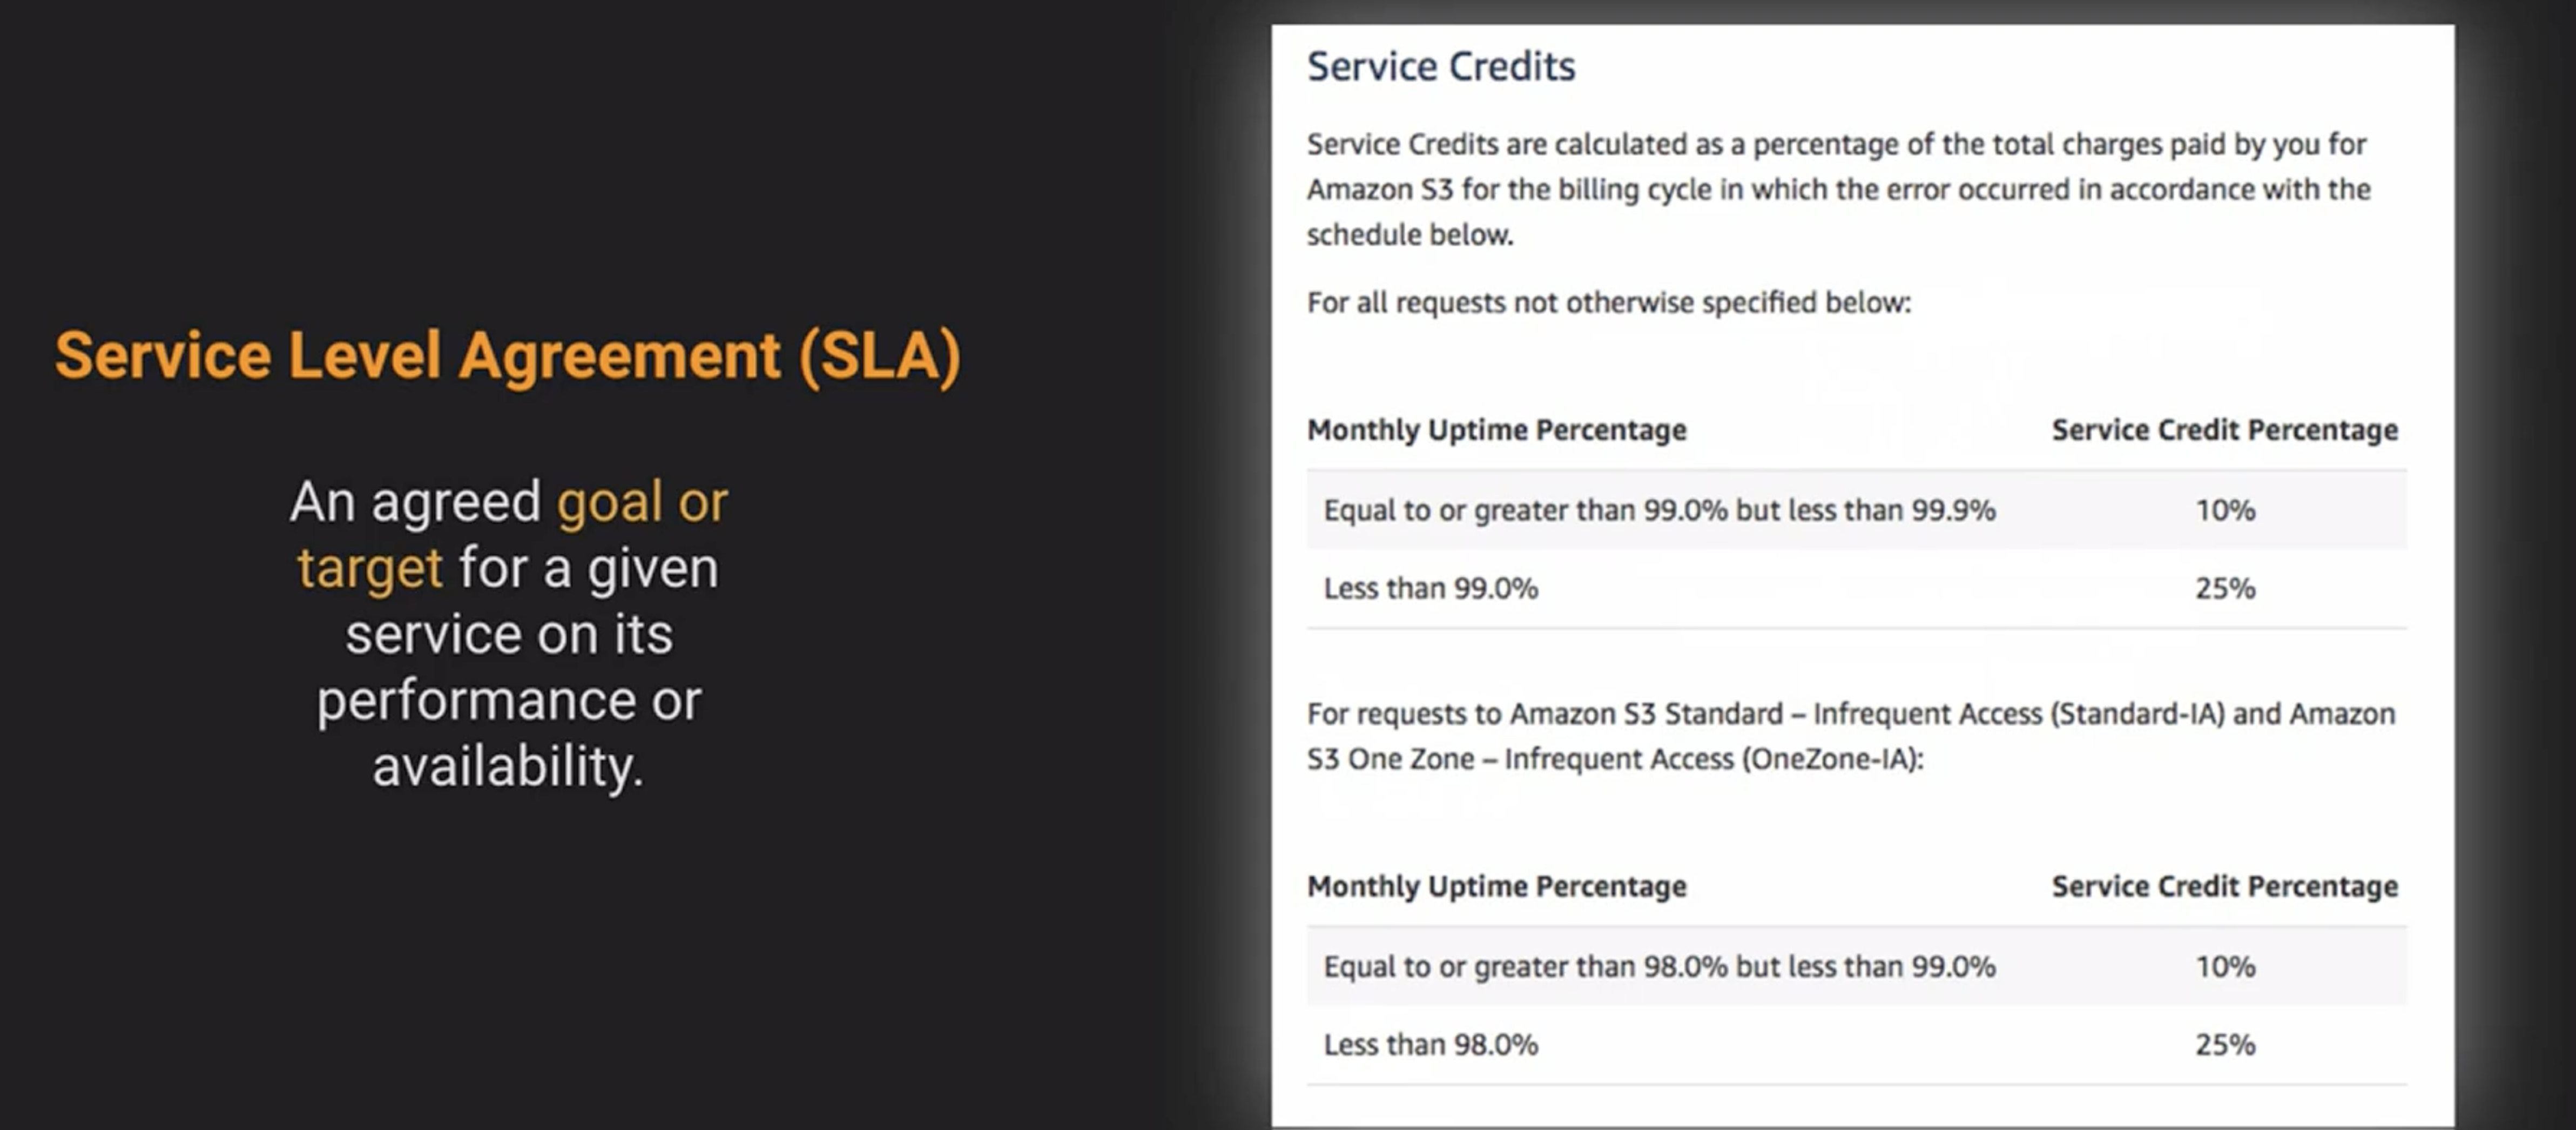 Service Level Agreement (SLA)
An agreed goal or
target for a given
service on its
performance or
availability.
Service Credits
Service Credits are calculated as a percentage of the total charges paid by you for
Amazon S3 for the billing cycle in which the error occurred in accordance with the
schedule below.
For all requests not otherwise specified below:
Monthly Uptime Percentage Service Credit Percentage
Equal to or greater than 99.0% but less than 99.9% 10%
Less than 99.0% 25%
For requests to Amazon S3 Standard – Infrequent Access (Standard-IA) and Amazon
S3 One Zone – Infrequent Access (OneZone-IA):
Monthly Uptime Percentage Service Credit Percentage
Equal to or greater than 98.0% but less than 99.0% 10%
Less than 98.0% 25%